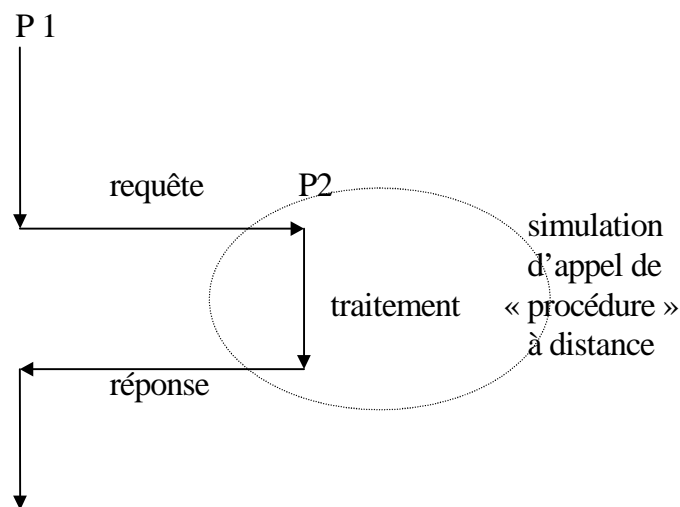 P 1
requête
P2
simulation
d'appel de
traitement
« procédure »
à distance
réponse